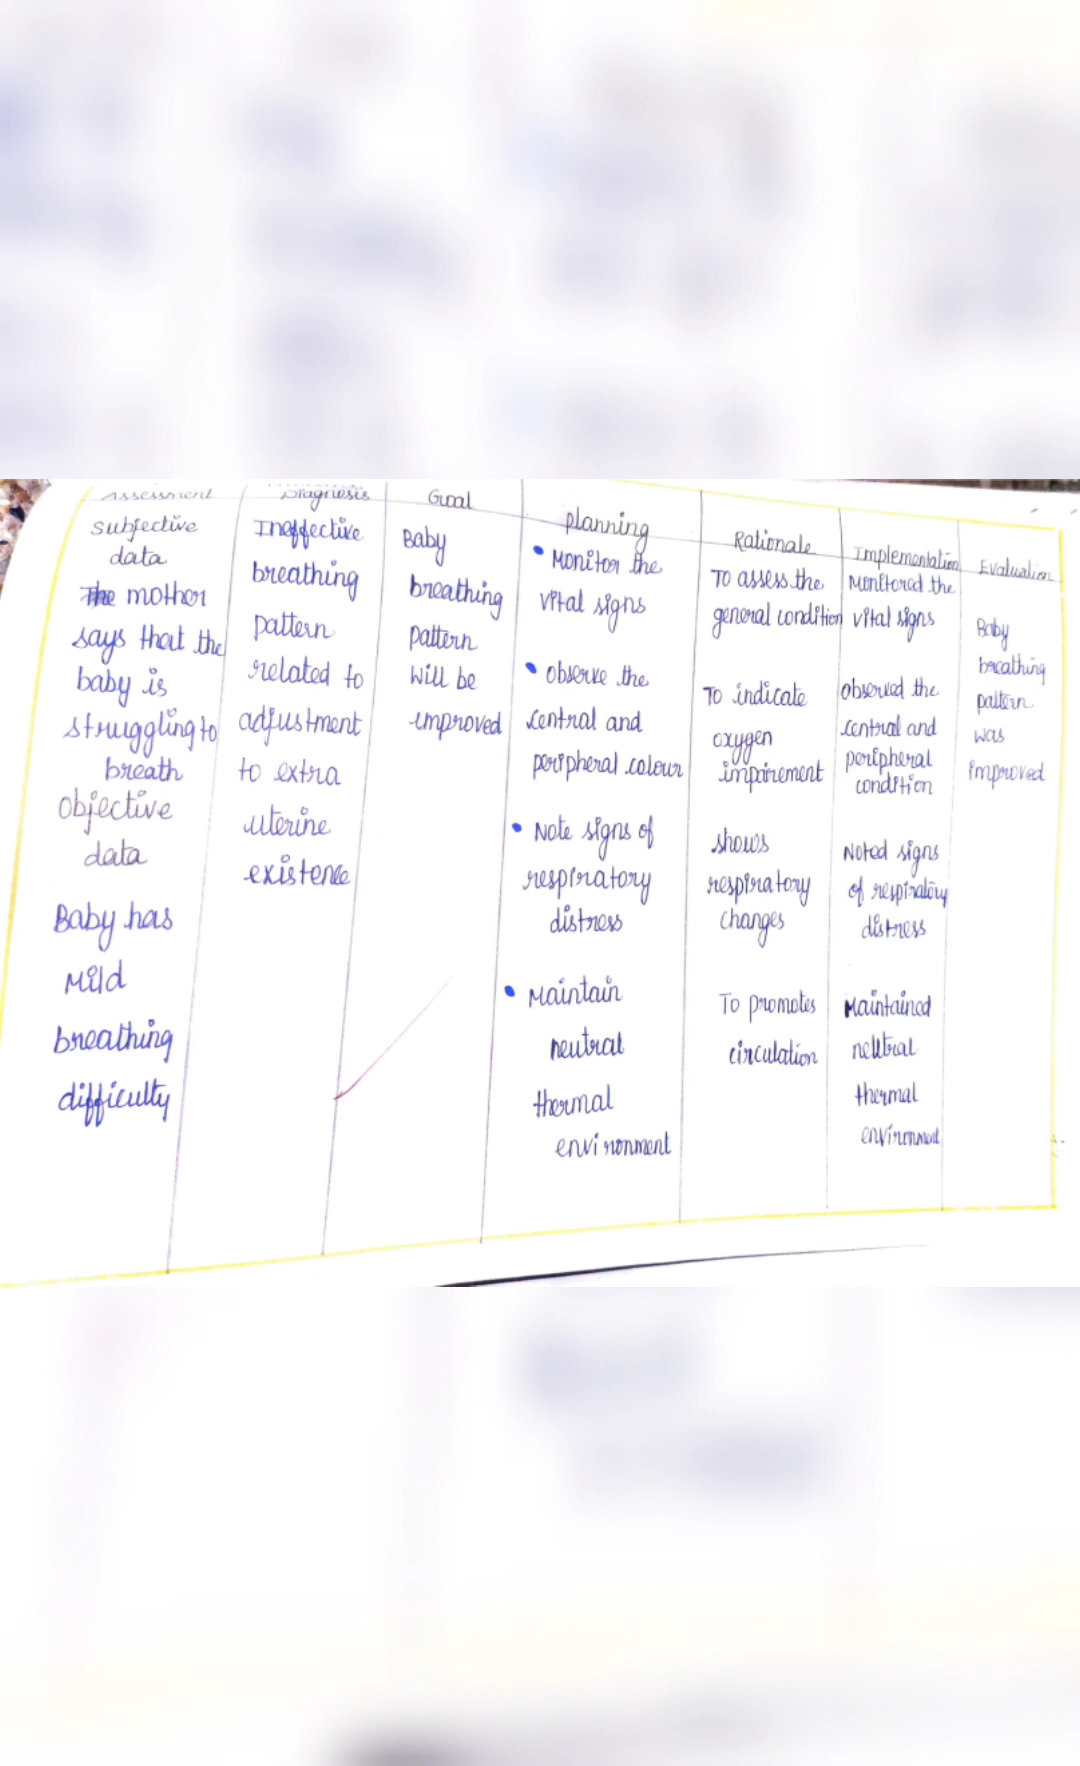 Assessment
subjective
data
The mother
says that the
baby is
struggling to
breath
objective
data
Baby has
Mild
breathing
difficulty
Diagnosis
Ineffective
breathing
pattern
related to
adjustment
to extra
uterine
existence
Goal
Baby
breathing
pattern
will be
improved
planning
• Monitor the
vital signs
• observe the
central and
peripheral colour
• Note signs of
respiratory
distress
• Maintain
neutral
thermal
environment
Rationale
To assess the
general condition
To indicate
oxygen
impairement
shows
respiratory
changes
To promotes
circulation
Implementation
Monitored the
vital signs
observed the
central and
peripheral
condition
Noted signs
of respiratory
distress
Maintained
neutral
thermal
environment
Evaluation
Baby
breathing
pattern
was
improved